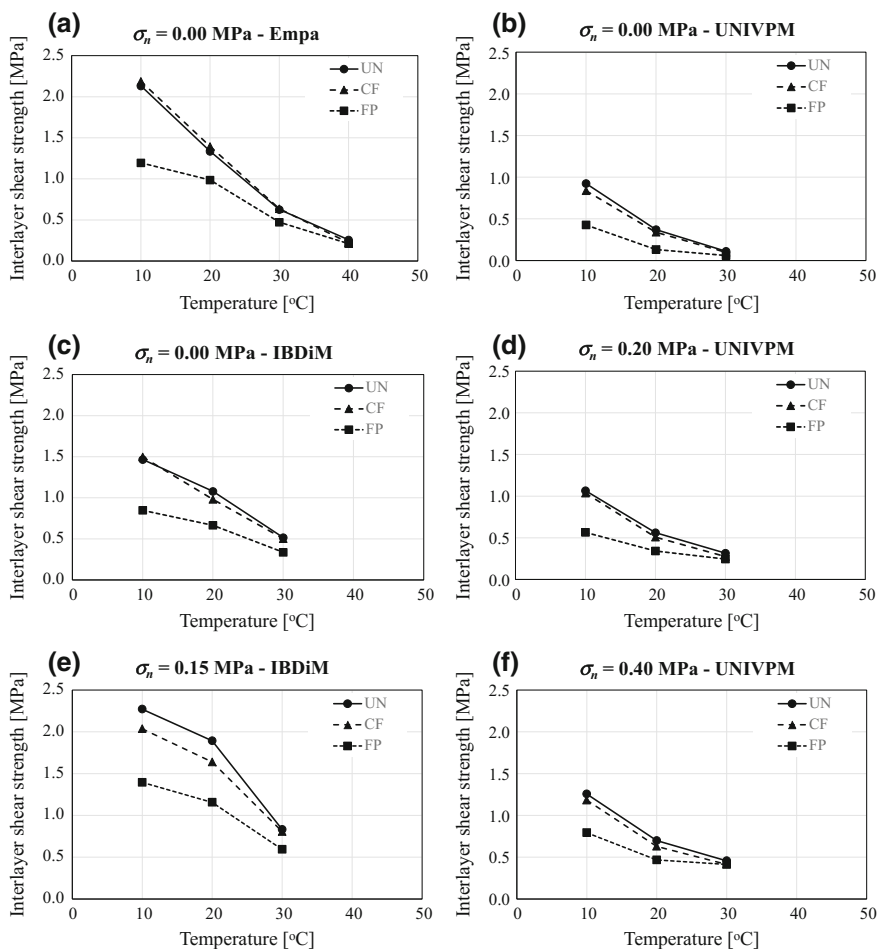 (a)
σn = 0.00 MPa - Empa
Interlayer shear strength [MPa]
2.5
2.0
1.5
1.0
0.5
0.0
UN
CF
FP
0 10 20 30 40 50
Temperature [°C]
(b)
σn = 0.00 MPa - UNIVPM
Interlayer shear strength [MPa]
2.5
2.0
1.5
1.0
0.5
0.0
UN
CF
FP
0 10 20 30 40 50
Temperature [°C]
(c)
σn = 0.00 MPa - IBDiM
Interlayer shear strength [MPa]
2.5
2.0
1.5
1.0
0.5
0.0
UN
CF
FP
0 10 20 30 40 50
Temperature [°C]
(d)
σn = 0.20 MPa - UNIVPM
Interlayer shear strength [MPa]
2.5
2.0
1.5
1.0
0.5
0.0
UN
CF
FP
0 10 20 30 40 50
Temperature [°C]
(e)
σn = 0.15 MPa - IBDiM
Interlayer shear strength [MPa]
2.5
2.0
1.5
1.0
0.5
0.0
UN
CF
FP
0 10 20 30 40 50
Temperature [°C]
(f)
σn = 0.40 MPa - UNIVPM
Interlayer shear strength [MPa]
2.5
2.0
1.5
1.0
0.5
0.0
UN
CF
FP
0 10 20 30 40 50
Temperature [°C]